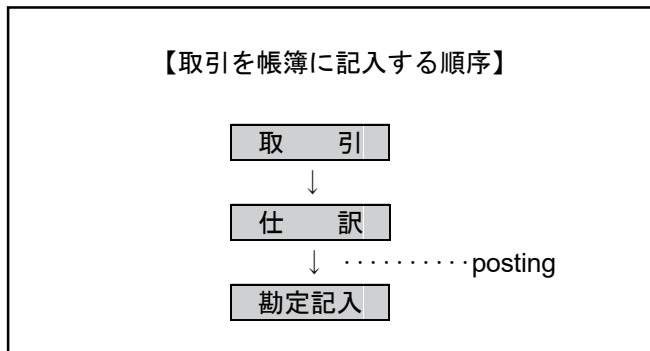 【取引を帳簿に記入する順序】
取　　引
↓
仕　　訳
↓ ··········posting
勘定記入